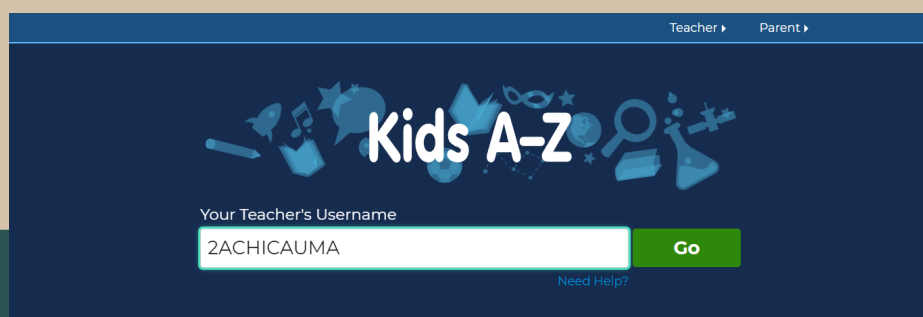 Teacher Parent
Kids A-Z
Your Teacher's Username
2ACHICAUMA Go
Need Help?